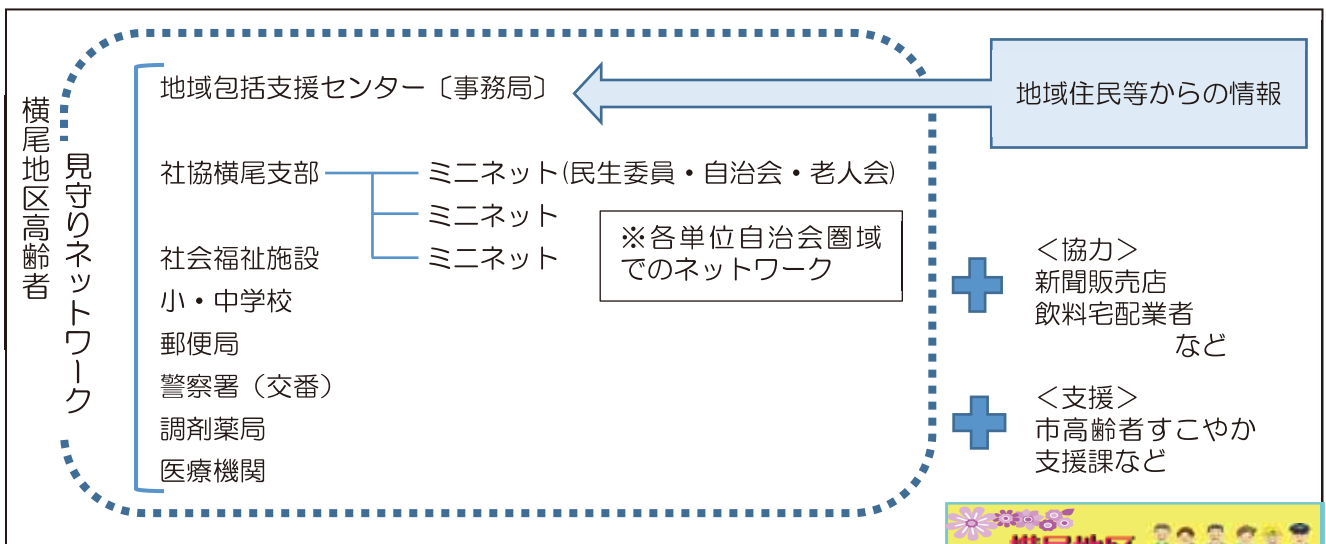 横尾地区高齢者
見守りネットワーク
地域包括支援センター〔事務局〕
地域住民等からの情報
社協横尾支部
ミニネット(民生委員・自治会・老人会)
ミニネット
ミニネット
※各単位自治会圏域
でのネットワーク
社会福祉施設
小・中学校
郵便局
警察署（交番）
調剤薬局
医療機関
＜協力＞
新聞販売店
飲料宅配業者
など
＜支援＞
市高齢者すこやか
支援課など
横尾地区